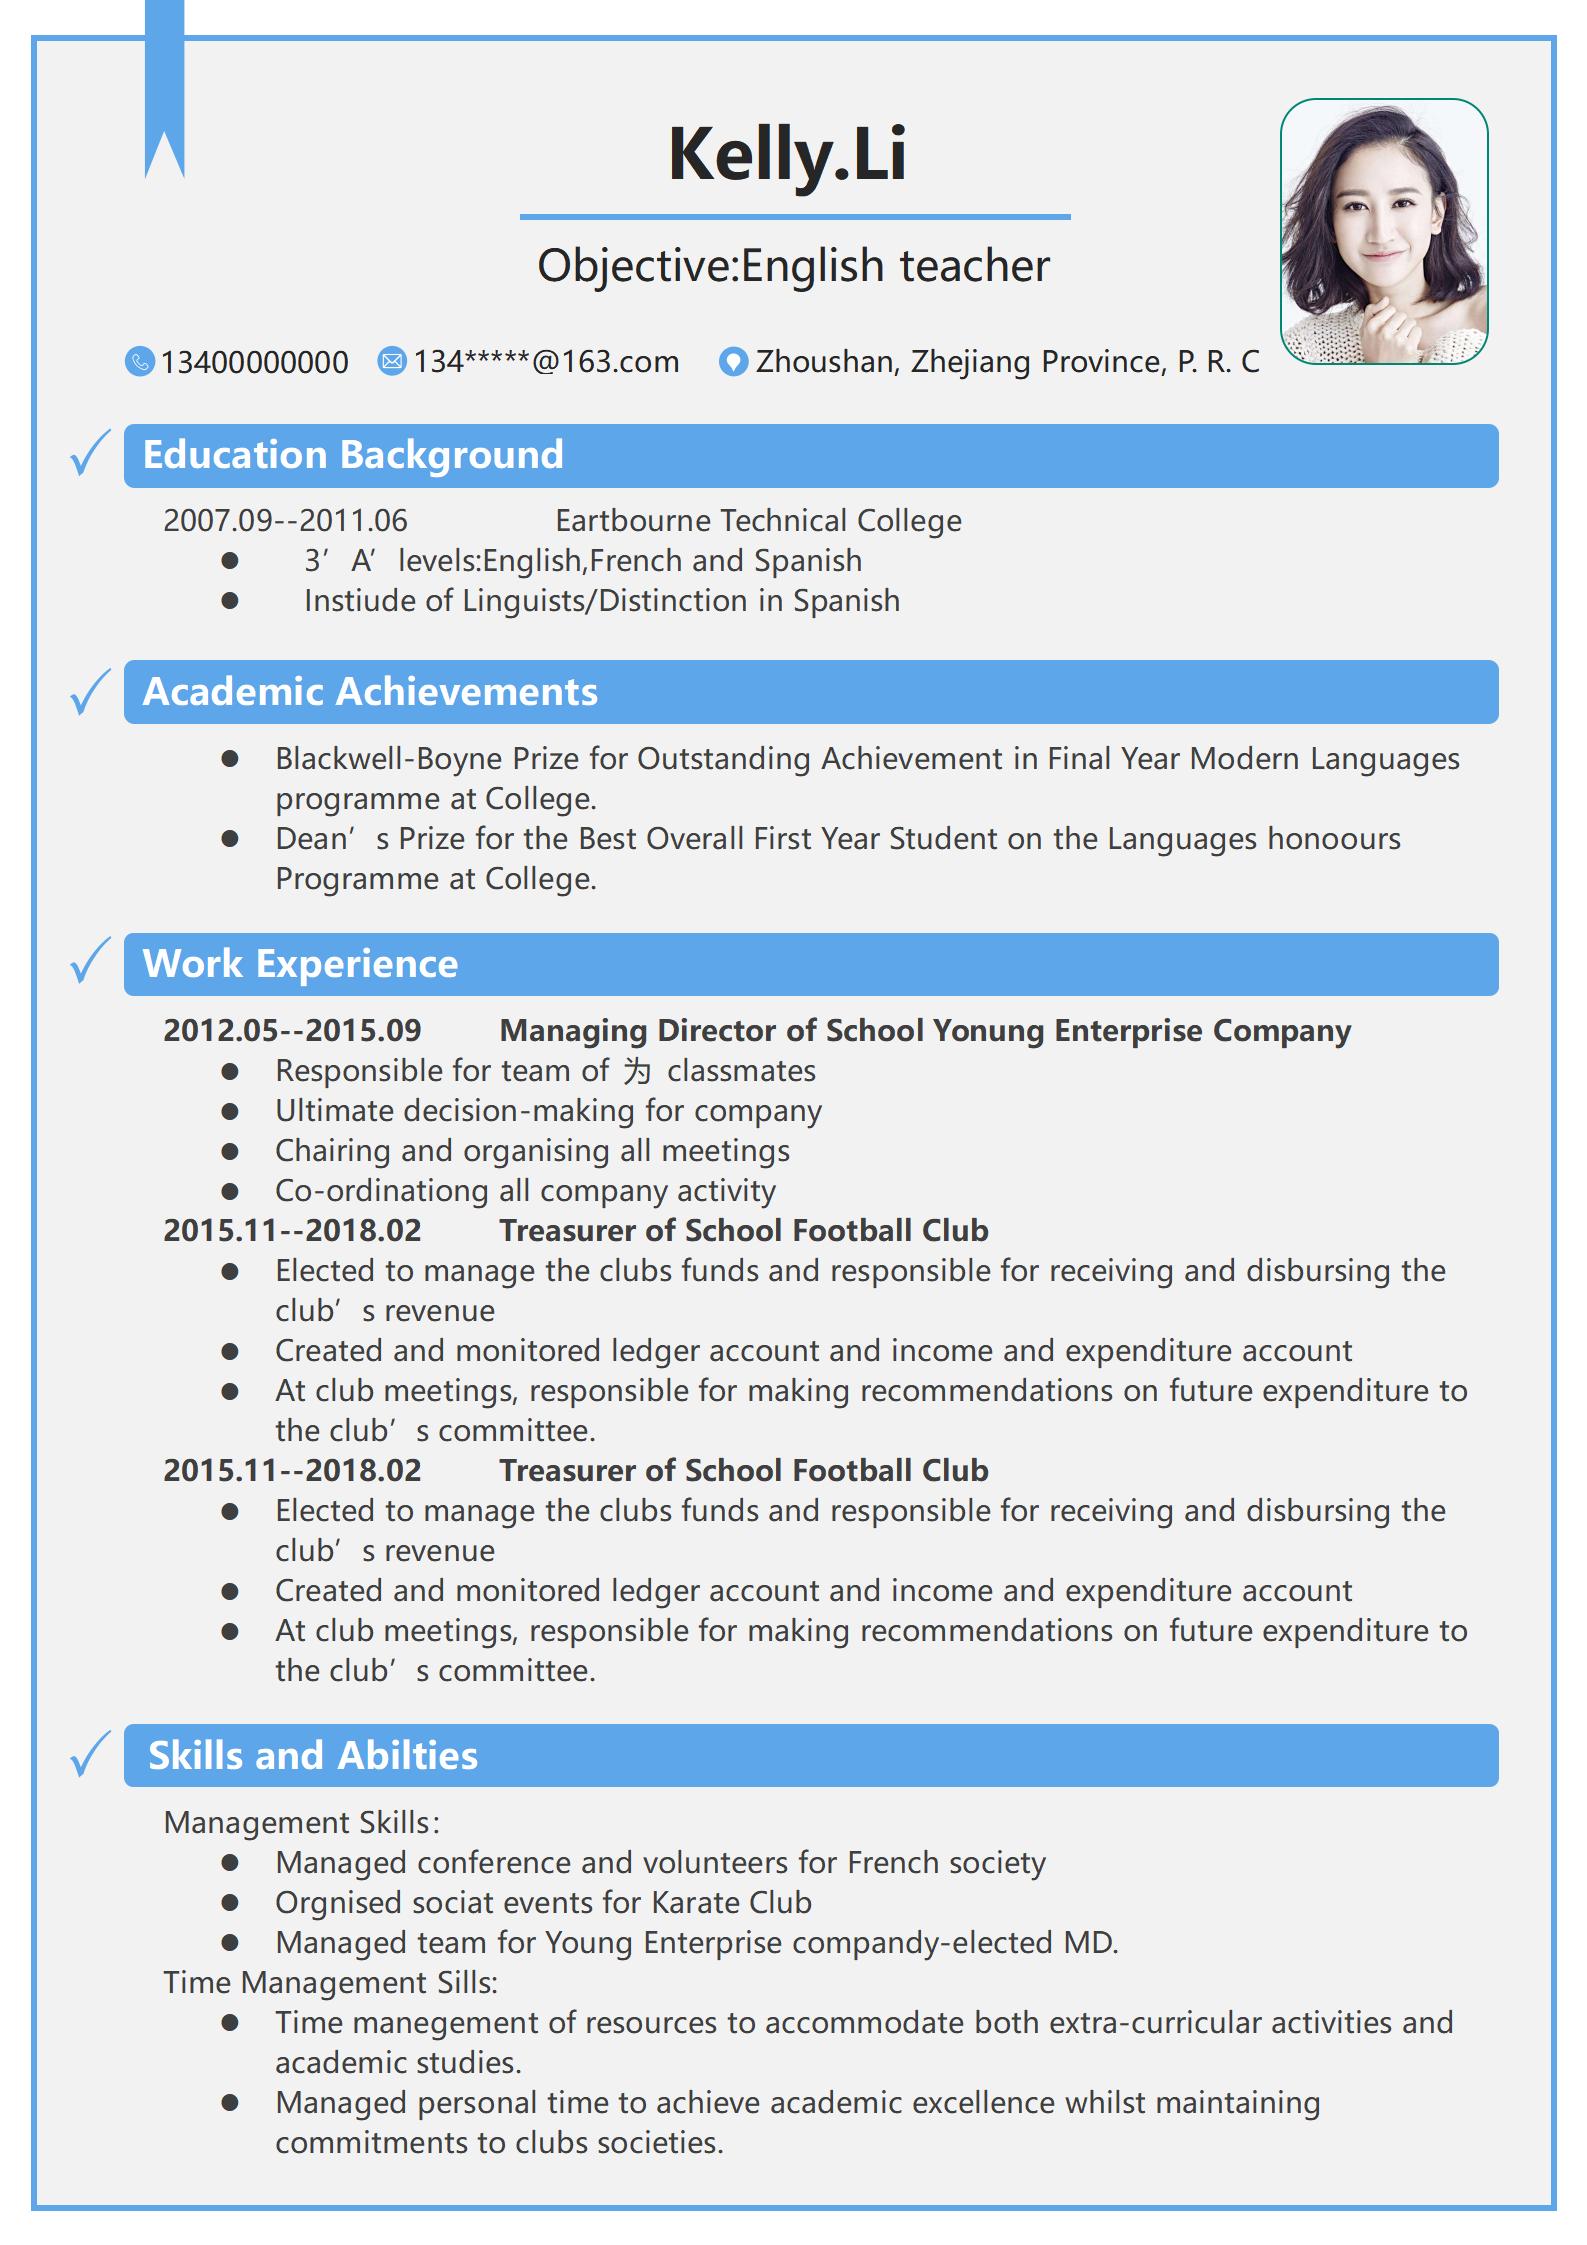 Kelly.Li
Objective:English teacher
13400000000 134*****@163.com Zhoushan, Zhejiang Province, P. R. C
Education Background
2007.09--2011.06 Eartbourne Technical College
● 3’ A’ levels:English,French and Spanish
● Instiude of Linguists/Distinction in Spanish
Academic Achievements
● Blackwell-Boyne Prize for Outstanding Achievement in Final Year Modern Languages
programme at College.
● Dean’ s Prize for the Best Overall First Year Student on the Languages honoours
Programme at College.
Work Experience
2012.05--2015.09 Managing Director of School Yonung Enterprise Company
● Responsible for team of 为 classmates
● Ultimate decision-making for company
● Chairing and organising all meetings
● Co-ordinationg all company activity
2015.11--2018.02 Treasurer of School Football Club
● Elected to manage the clubs funds and responsible for receiving and disbursing the
club’ s revenue
● Created and monitored ledger account and income and expenditure account
● At club meetings, responsible for making recommendations on future expenditure to
the club’ s committee.
2015.11--2018.02 Treasurer of School Football Club
● Elected to manage the clubs funds and responsible for receiving and disbursing the
club’ s revenue
● Created and monitored ledger account and income and expenditure account
● At club meetings, responsible for making recommendations on future expenditure to
the club’ s committee.
Skills and Abilties
Management Skills:
● Managed conference and volunteers for French society
● Orgnised sociat events for Karate Club
● Managed team for Young Enterprise compandy-elected MD.
Time Management Sills:
● Time manegement of resources to accommodate both extra-curricular activities and
academic studies.
● Managed personal time to achieve academic excellence whilst maintaining
commitments to clubs societies.